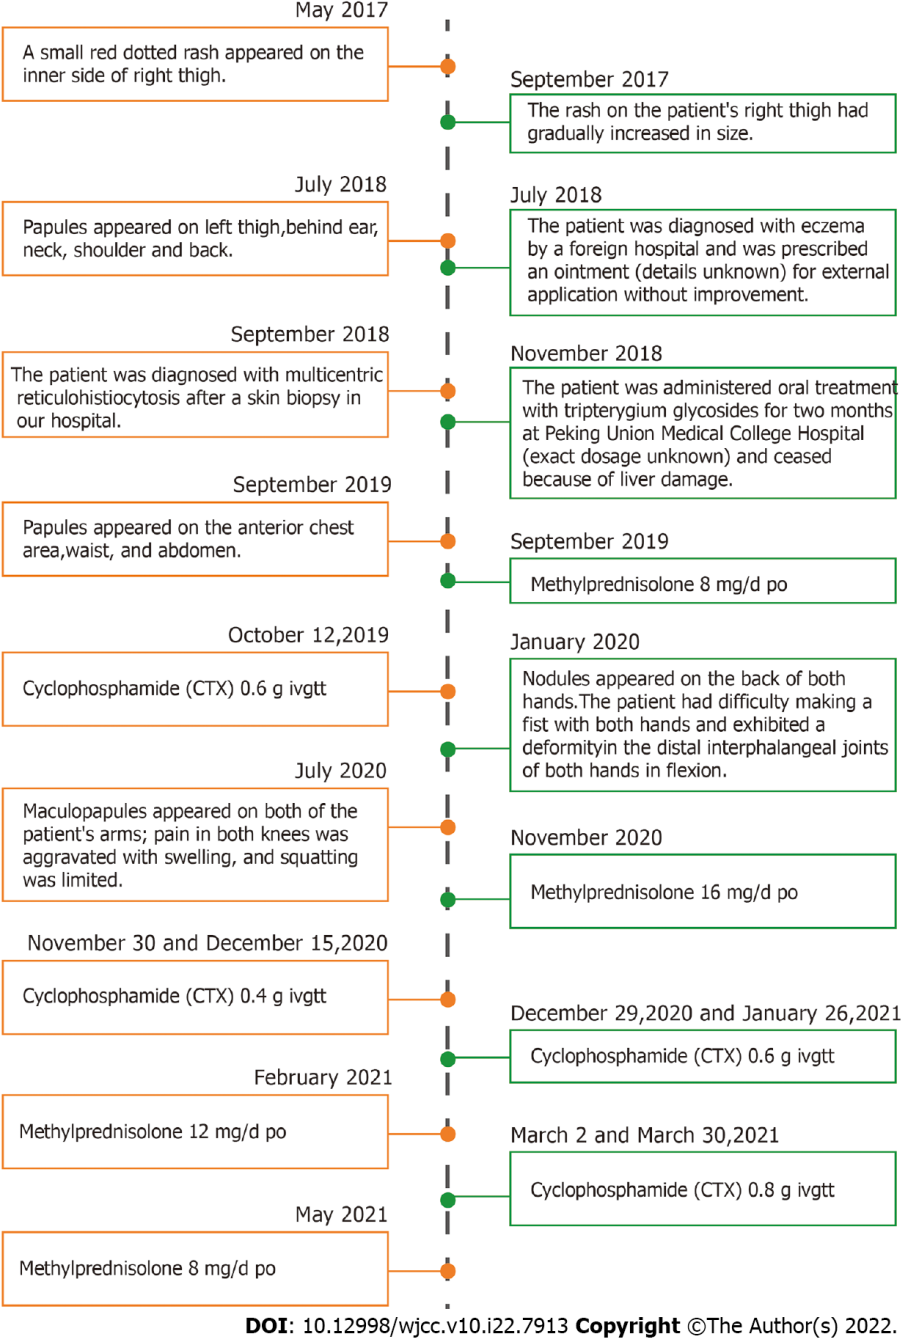 May 2017
A small red dotted rash appeared on the
inner side of right thigh.
September 2017
The rash on the patient's right thigh had
gradually increased in size.
July 2018
Papules appeared on left thigh,behind ear,
neck, shoulder and back.
July 2018
The patient was diagnosed with eczema
by a foreign hospital and was prescribed
an ointment (details unknown) for external
application without improvement.
September 2018
The patient was diagnosed with multicentric
reticulohistiocytosis after a skin biopsy in
our hospital.
November 2018
The patient was administered oral treatment
with tripterygium glycosides for two months
at Peking Union Medical College Hospital
(exact dosage unknown) and ceased
because of liver damage.
September 2019
Papules appeared on the anterior chest
area,waist, and abdomen.
September 2019
Methylprednisolone 8 mg/d po
October 12,2019
Cyclophosphamide (CTX) 0.6 g ivgtt
January 2020
Nodules appeared on the back of both
hands.The patient had difficulty making a
fist with both hands and exhibited a
deformityin the distal interphalangeal joints
of both hands in flexion.
July 2020
Maculopapules appeared on both of the
patient's arms; pain in both knees was
aggravated with swelling, and squatting
was limited.
November 2020
Methylprednisolone 16 mg/d po
November 30 and December 15,2020
Cyclophosphamide (CTX) 0.4 g ivgtt
December 29,2020 and January 26,2021
Cyclophosphamide (CTX) 0.6 g ivgtt
February 2021
Methylprednisolone 12 mg/d po
March 2 and March 30,2021
Cyclophosphamide (CTX) 0.8 g ivgtt
May 2021
Methylprednisolone 8 mg/d po
DOI: 10.12998/wjcc.v10.i22.7913 Copyright ©The Author(s) 2022.